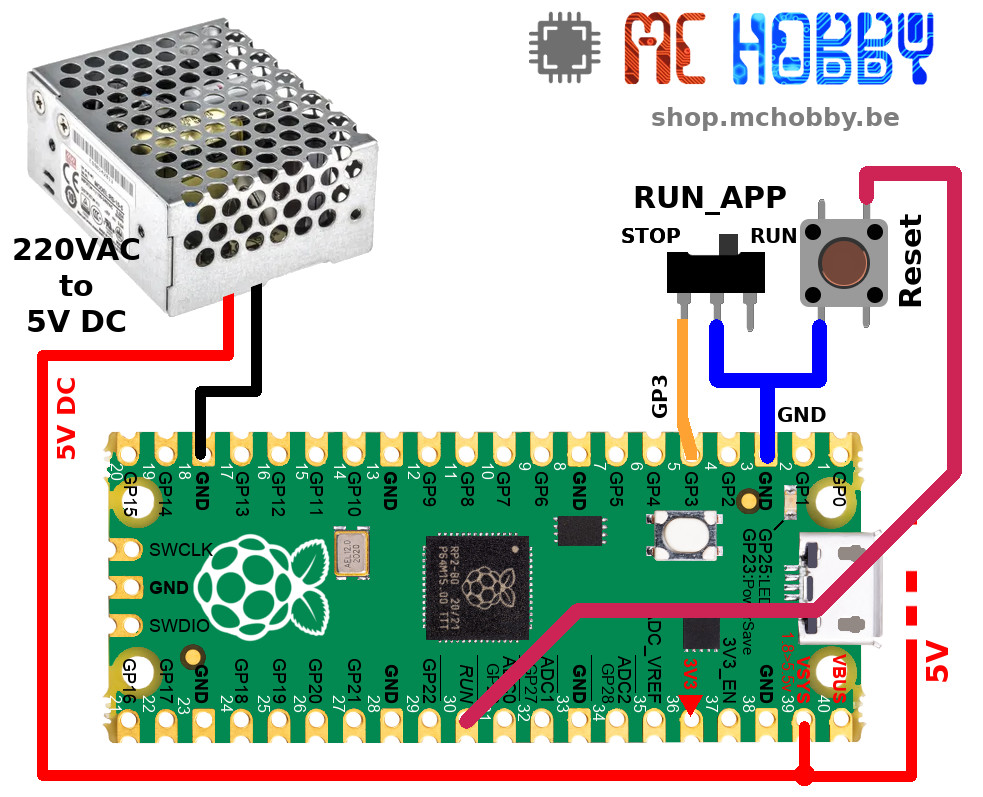 MC HOBBY
shop.mchobby.be
RUN_APP
STOP
RUN
Reset
220VAC
to
5V DC
5V DC
GP3
GND
20
19
18
17
16
15
14
13
12
11
10
9
8
7
6
5
4
3
2
1
GP15
GP14
GND
GP13
GP12
GP11
GP10
GND
GP9
GP8
GP7
GP6
GND
GP5
GP4
GP3
GP2
GND
GP1
GP0
SWCLK
GND
SWDIO
AEL12.0
2020
RP2-B0 20/21
P64M15.00 TTT
GP25:LED
5V
1.8>5.5V
GP16
GP17
GND
GP18
GP19
GP20
GP21
GND
GP22
RUN
ADC1
GP27
GND
GP28
ADC2
3V3
3V3_EN
GND
VSYS
VBUS
21
22
23
24
25
26
27
28
29
30
31
32
33
34
35
36
37
38
39
40